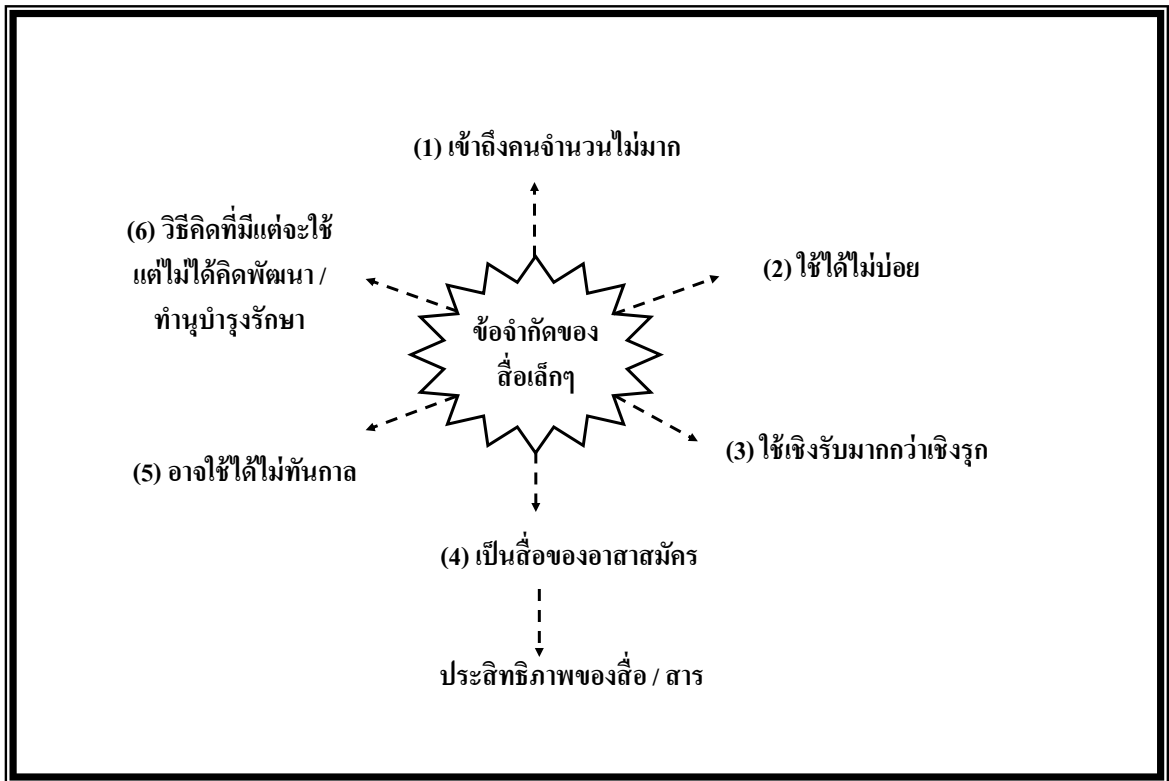 (1) เข้าถึงคนจำนวนไม่มาก
(2) ใช้ได้ไม่บ่อย
(3) ใช้เชิงรับมากกว่าเชิงรุก
(4) เป็นสื่อของอาสาสมัคร
ประสิทธิภาพของสื่อ / สาร
(5) อาจใช้ได้ไม่ทันกาล
(6) วิธีคิดที่มีแต่จะใช้
แต่ไม่ได้คิดพัฒนา /
ทำนุบำรุงรักษา
ข้อจำกัดของ
สื่อเล็กๆ